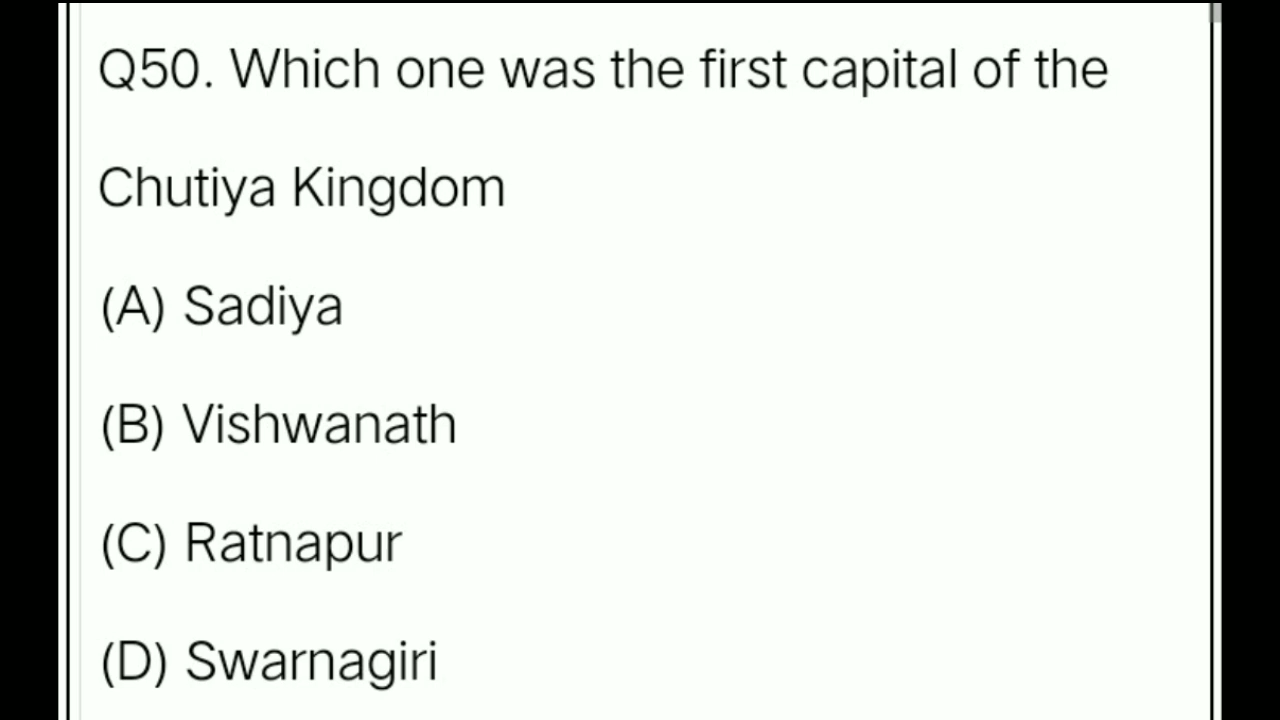 Q50. Which one was the first capital of the
Chutiya Kingdom
(A) Sadiya
(B) Vishwanath
(C) Ratnapur
(D) Swarnagiri